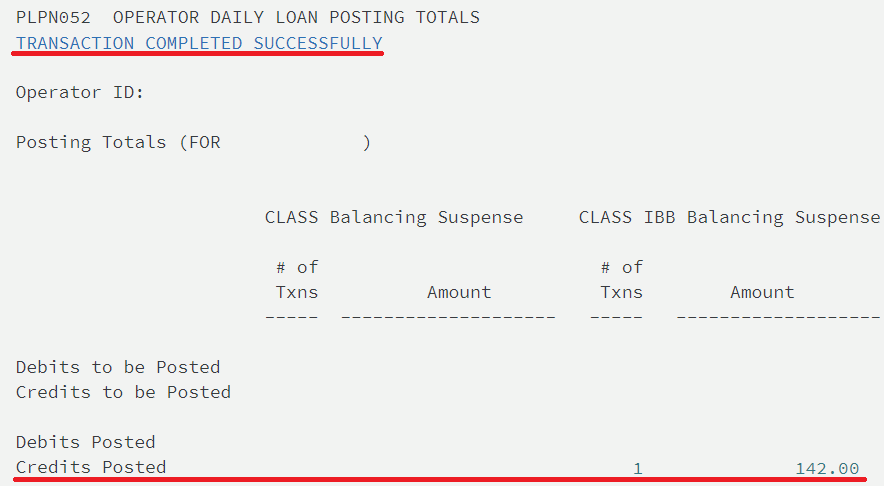 PLPN052  OPERATOR DAILY LOAN POSTING TOTALS
TRANSACTION COMPLETED SUCCESSFULLY
Operator ID:
Posting Totals (FOR             )
CLASS Balancing Suspense     CLASS IBB Balancing Suspense
# of                          # of
Txns          Amount          Txns        Amount
-----  --------------------   -----   -------------------
Debits to be Posted
Credits to be Posted
Debits Posted
Credits Posted                                           1              142.00